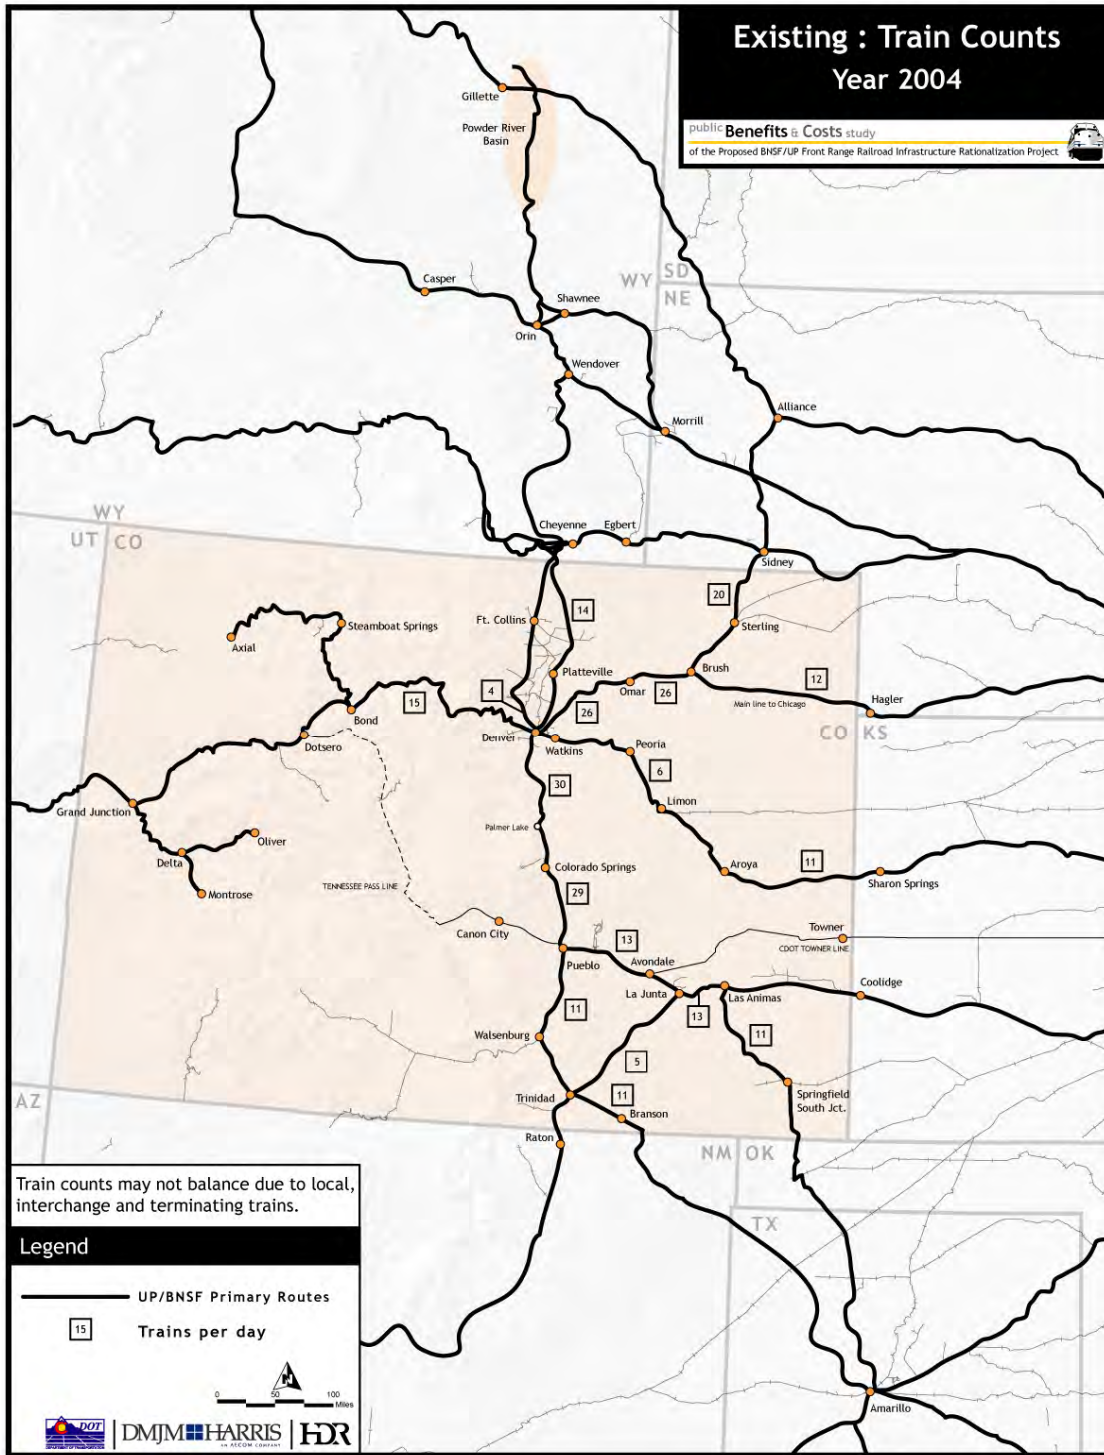 Existing : Train Counts
Year 2004
public Benefits & Costs study
of the Proposed BNSF/UP Front Range Railroad Infrastructure Rationalization Project
Gillette
Powder River
Basin
Casper
Shawnee
Orin
WY
SD
NE
Wendover
Alliance
Morrill
WY
UT
CO
Cheyenne
Egbert
Sidney
20
14
Ft. Collins
Sterling
Steamboat Springs
Axial
Platteville
Brush
12
Omar
26
Hagler
4
15
26
Main line to Chicago
Bond
Denver
Watkins
CO
KS
Dotsero
Peoria
6
30
Grand Junction
Limon
Palmer Lake
Oliver
Delta
Colorado Springs
Aroya
11
Sharon Springs
Montrose
TENNESSEE PASS LINE
29
Canon City
Towner
13
CDOT TOWNER LINE
Pueblo
Avondale
Coolidge
La Junta
Las Animas
11
13
11
Walsenburg
5
Trinidad
11
Springfield
South Jct.
Branson
AZ
Raton
NM
OK
TX
Amarillo
Train counts may not balance due to local,
interchange and terminating trains.
Legend
UP/BNSF Primary Routes
15
Trains per day
N
0 50 100
Miles
DOT
DEPARTMENT OF TRANSPORTATION
DMJM HARRIS
AN AECOM COMPANY
HDR